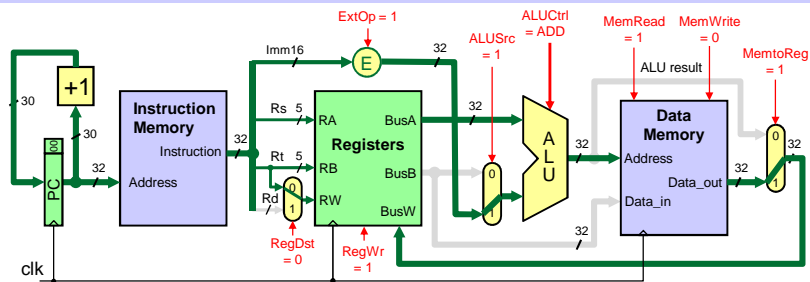 ExtOp = 1
ALUCtrl
= ADD
ALUSrc
= 1
MemRead
= 1
MemWrite
= 0
MemtoReg
= 1
Imm16
E
32
ALU result
30
+1
30
Instruction
Memory
Instruction
Address
32
Rs
5
RA
Registers
BusA
32
Rt
5
RB
BusB
0
1
RW
BusW
Rd
00
PC
32
0
1
A
L
U
32
Data
Memory
Address
Data_out
Data_in
32
32
0
1
32
RegDst
= 0
RegWr
= 1
clk